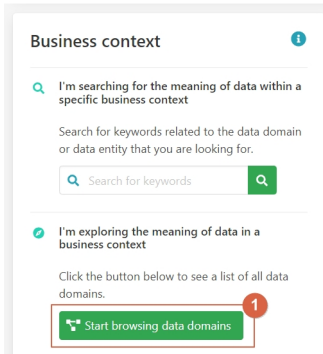 Business context
I'm searching for the meaning of data within a
specific business context
Search for keywords related to the data domain
or data entity that you are looking for.
Search for keywords
I'm exploring the meaning of data in a
business context
Click the button below to see a list of all data
domains.
1
Start browsing data domains